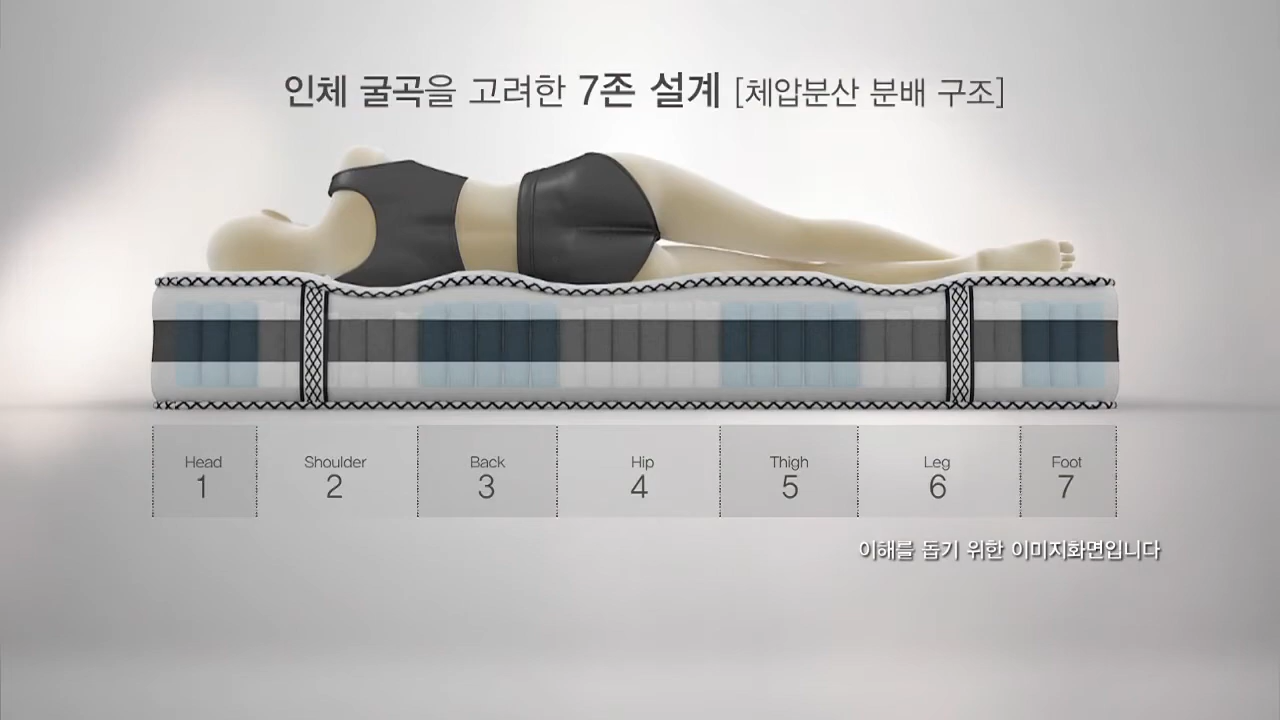 인체 굴곡을 고려한 7존 설계 [체압분산 분배 구조]
Head Shoulder Back Hip Thigh Leg Foot
1 2 3 4 5 6 7
이해를 돕기 위한 이미지화면입니다